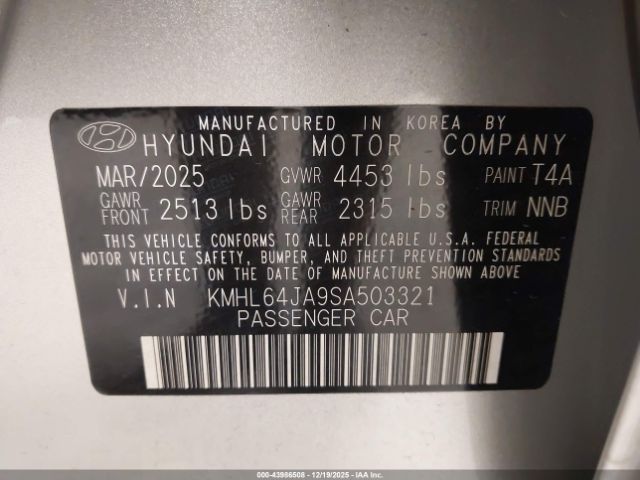 MANUFACTURED IN KOREA BY
HYUNDAI MOTOR COMPANY
MAR/2025 GVWR 4453 lbs PAINT T4A
GAWR FRONT 2513 lbs GAWR REAR 2315 lbs TRIM NNB
THIS VEHICLE CONFORMS TO ALL APPLICABLE U.S.A. FEDERAL
MOTOR VEHICLE SAFETY, BUMPER, AND THEFT PREVENTION STANDARDS
IN EFFECT ON THE DATE OF MANUFACTURE SHOWN ABOVE.
V.I.N KMHL64JA9SA503321
PASSENGER CAR
000-43986508 - 12/19/2025 - COPART.COM